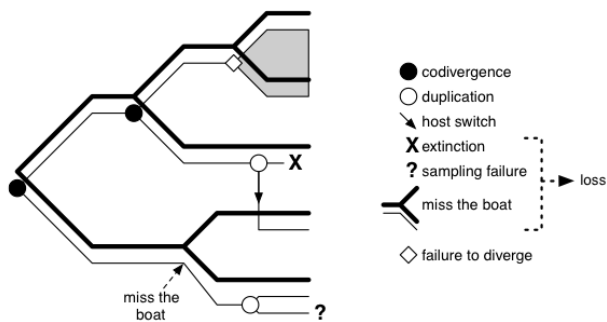 codivergence
duplication
host switch
X extinction
X
? sampling failure
loss
miss the boat
failure to diverge
miss the
boat
?